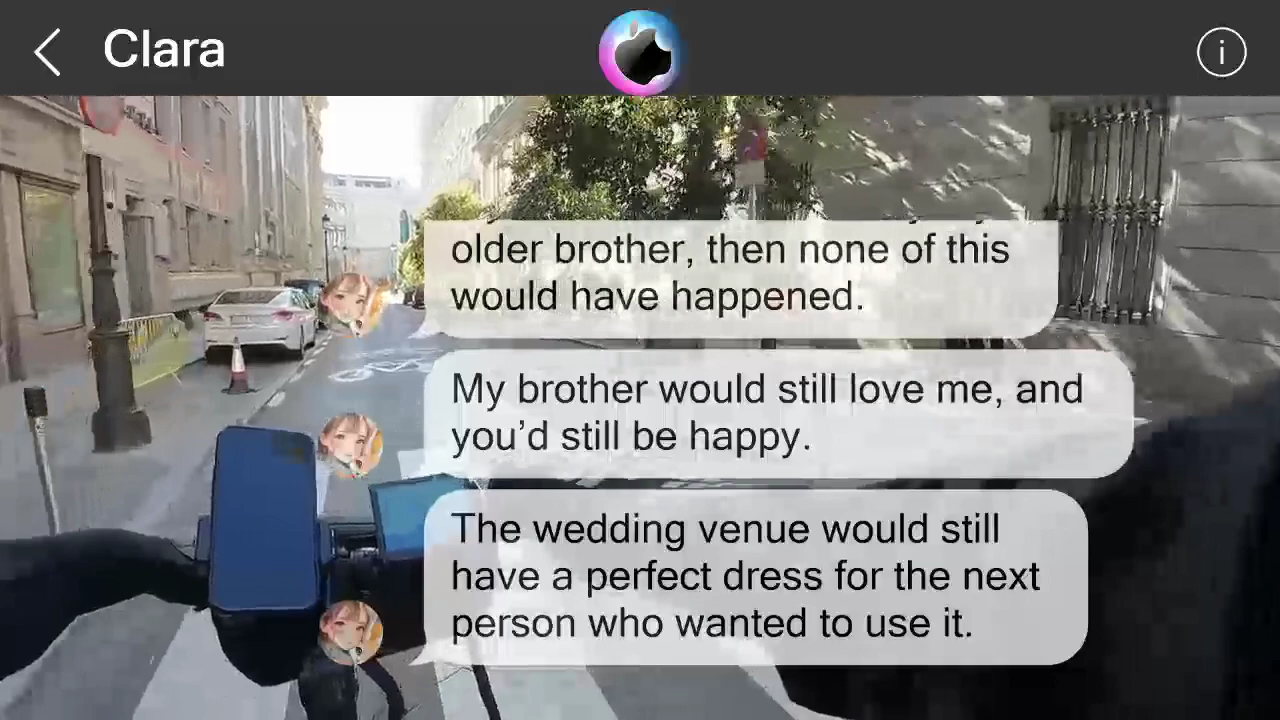 Clara
older brother, then none of this
would have happened.
My brother would still love me, and
you’d still be happy.
The wedding venue would still
have a perfect dress for the next
person who wanted to use it.